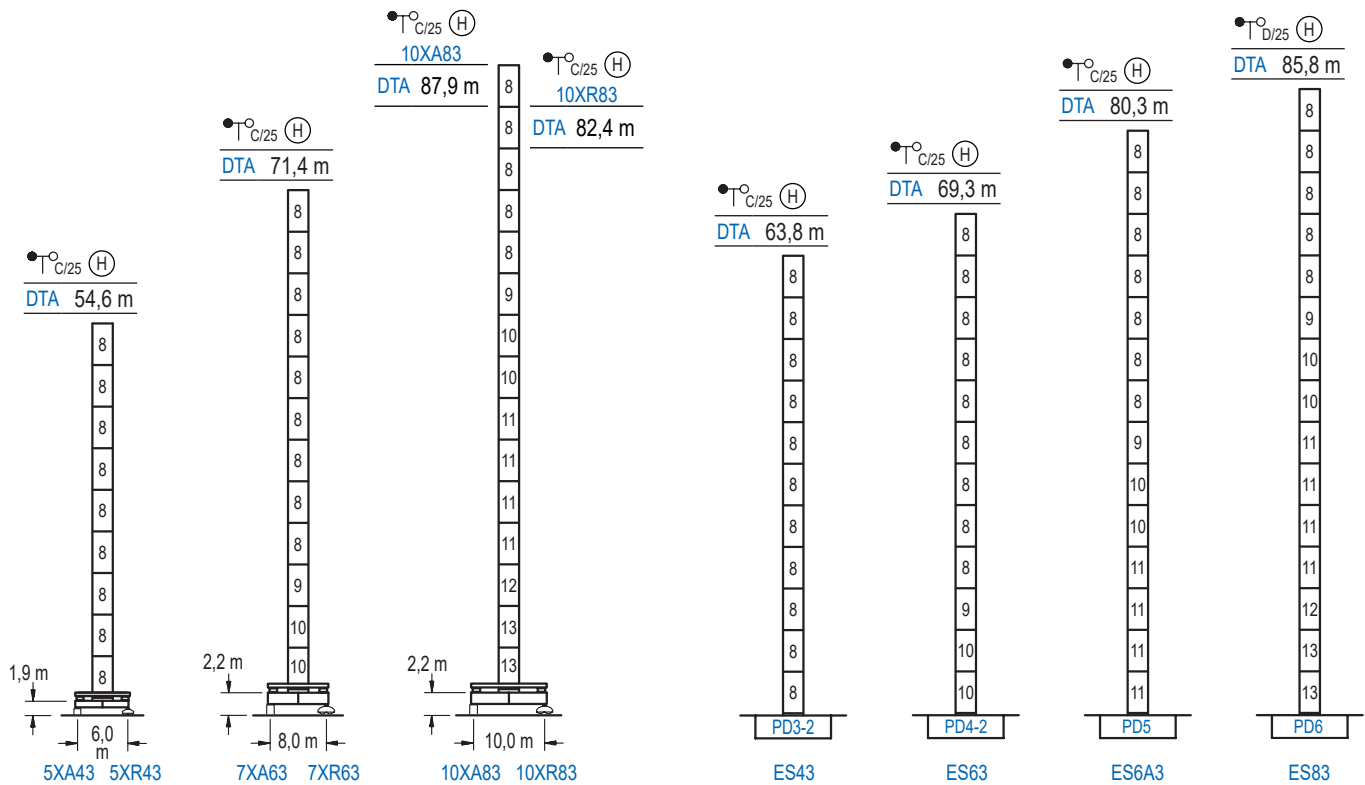 C/25 H
DTA 54,6 m
8
8
8
8
8
8
8
8
8
1,9 m
6,0
m
5XA43 5XR43
C/25 H
DTA 71,4 m
8
8
8
8
8
8
8
8
8
9
10
10
2,2 m
8,0 m
7XA63 7XR63
C/25 H
10XA83
DTA 87,9 m
C/25 H
10XR83
DTA 82,4 m
8
8
8
8
8
9
10
10
11
11
11
11
12
13
13
2,2 m
10,0 m
10XA83 10XR83
C/25 H
DTA 63,8 m
8
8
8
8
8
8
8
8
8
8
8
PD3-2
ES43
C/25 H
DTA 69,3 m
8
8
8
8
8
8
8
8
8
9
10
10
PD4-2
ES63
C/25 H
DTA 80,3 m
8
8
8
8
8
8
8
9
10
10
11
11
11
11
PD5
ES6A3
D/25 H
DTA 85,8 m
8
8
8
8
8
9
10
10
11
11
11
11
12
13
13
PD6
ES83